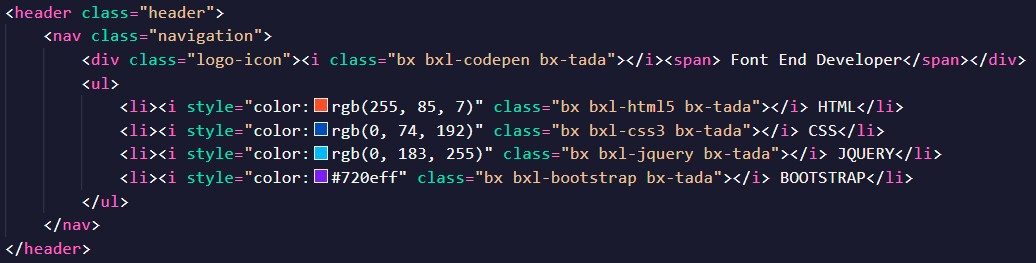 <header class="header">
<nav class="navigation">
<div class="logo-icon"><i class="bx bxl-codepen bx-tada"></i><span> Font End Developer</span></div>
<ul>
<li><i style="color:rgb(255, 85, 7)" class="bx bxl-html5 bx-tada"></i> HTML</li>
<li><i style="color:rgb(0, 74, 192)" class="bx bxl-css3 bx-tada"></i> CSS</li>
<li><i style="color:rgb(0, 183, 255)" class="bx bxl-jquery bx-tada"></i> JQUERY</li>
<li><i style="color:#720eff" class="bx bxl-bootstrap bx-tada"></i> BOOTSTRAP</li>
</ul>
</nav>
</header>